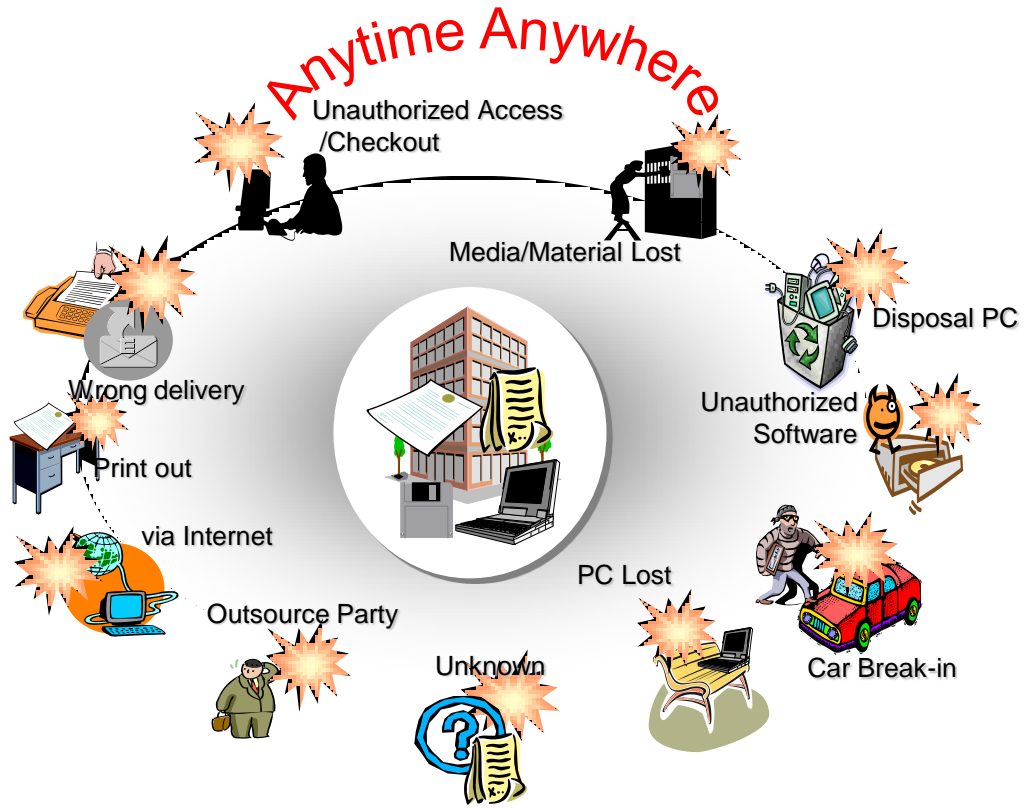 Anytime Anywhere
Unauthorized Access
/Checkout
Media/Material Lost
Disposal PC
Wrong delivery
Unauthorized
Software
Print out
via Internet
PC Lost
Outsource Party
Unknown
Car Break-in